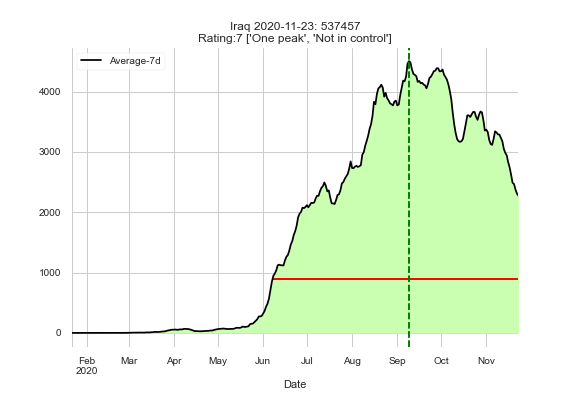 Iraq 2020-11-23: 537457
Rating:7 ['One peak', 'Not in control']
Average-7d
4000
3000
2000
1000
0
Feb Mar Apr May Jun Jul Aug Sep Oct Nov
2020
Date